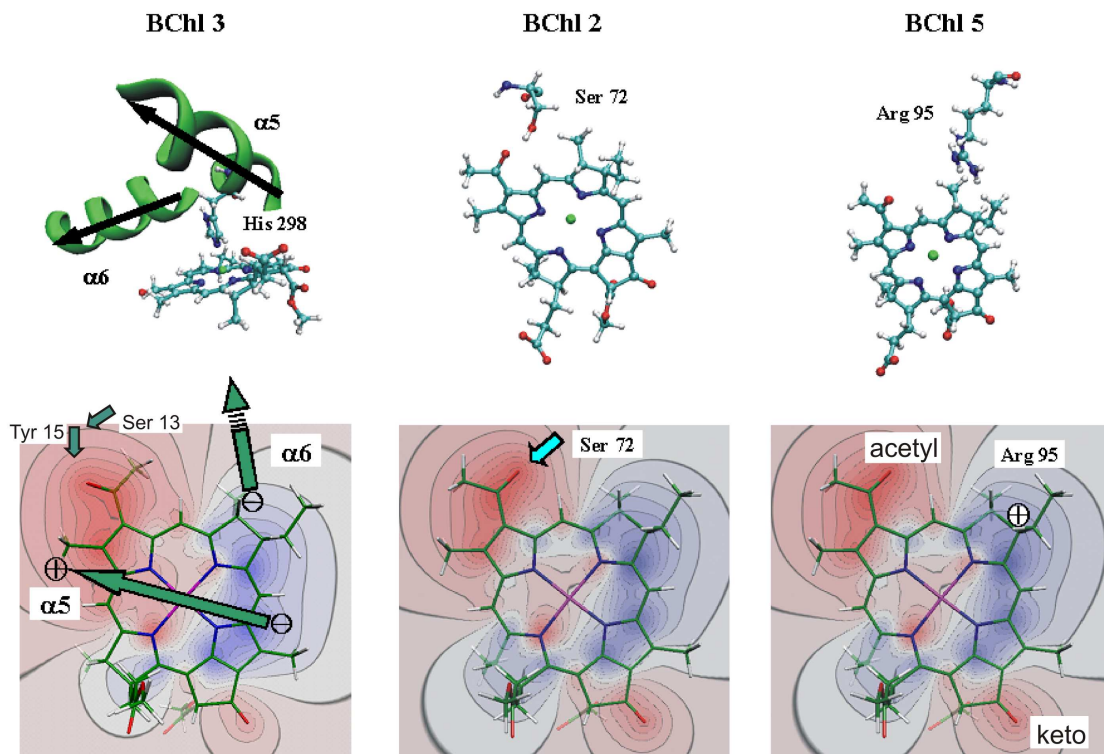 BChl 3
BChl 2
BChl 5
α5
His 298
α6
Ser 72
Arg 95
Tyr 15
Ser 13
α6
α5
Ser 72
acetyl
Arg 95
keto